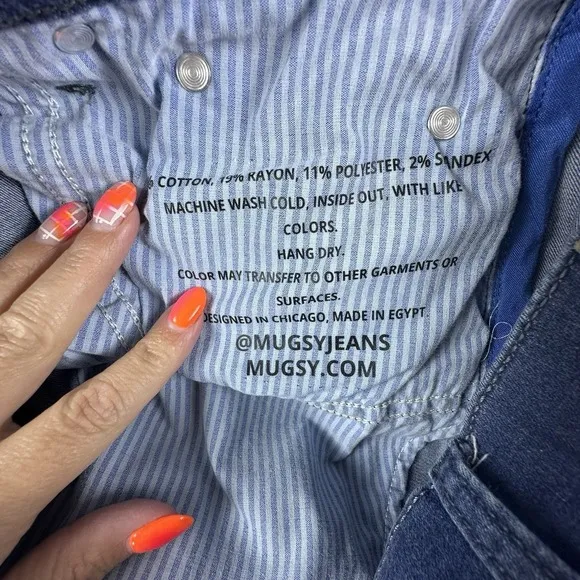 % COTTON, 19% RAYON, 11% POLYESTER, 2% S NDEX
MACHINE WASH COLD, INSIDE OUT, WITH LIKE
COLORS.
HANG DRY.
COLOR MAY TRANSFER TO OTHER GARMENTS OR
SURFACES.
DESIGNED IN CHICAGO, MADE IN EGYPT.
@MUGSYJEANS
MUGSY.COM